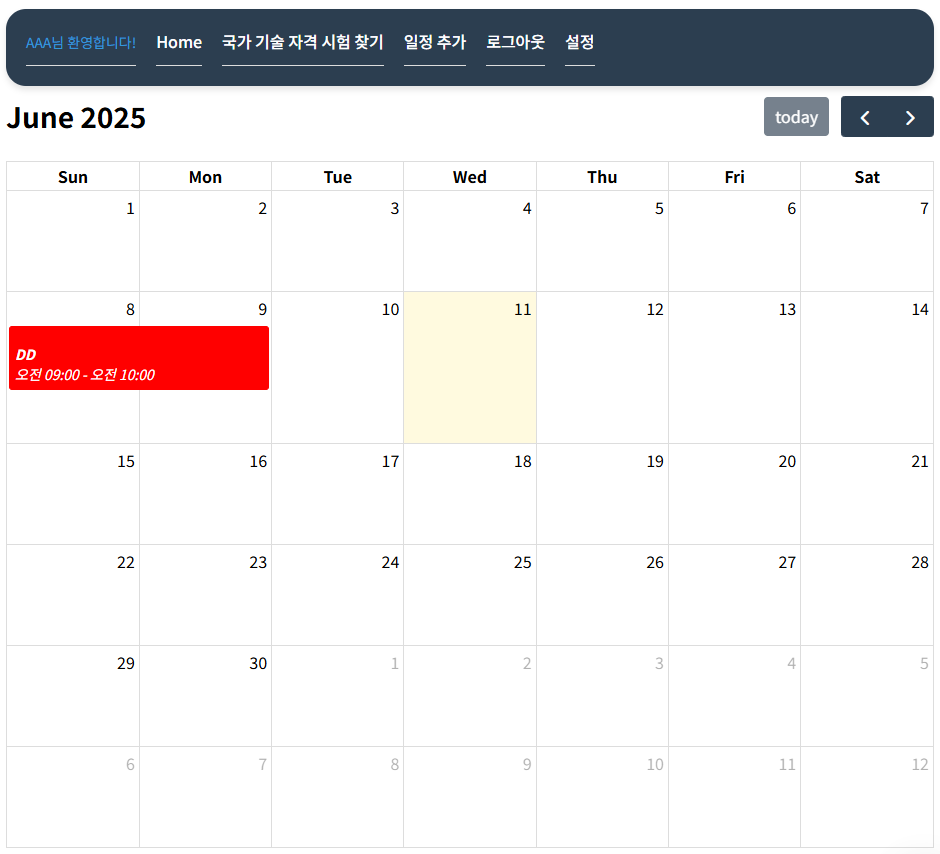 AAA님 환영합니다! Home 국가 기술 자격 시험 찾기 일정 추가 로그아웃 설정
June 2025 today
Sun Mon Tue Wed Thu Fri Sat
1 2 3 4 5 6 7
8 9 10 11 12 13 14
DD
오전 09:00 - 오전 10:00
15 16 17 18 19 20 21
22 23 24 25 26 27 28
29 30 1 2 3 4 5
6 7 8 9 10 11 12